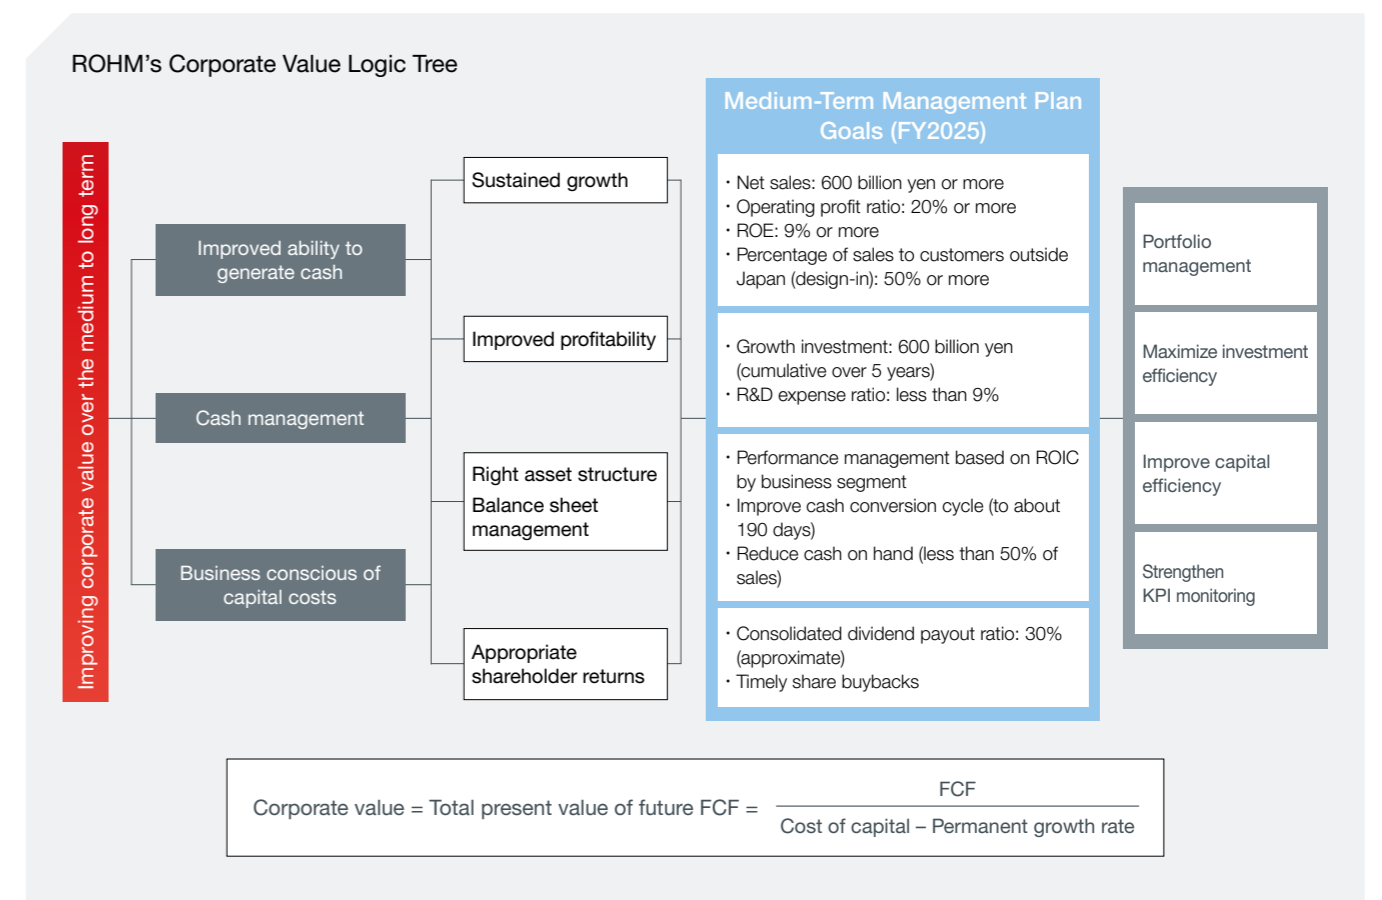 ROHM’s Corporate Value Logic Tree
Improving corporate value over the medium to long term
Improved ability to
generate cash
Cash management
Business conscious of
capital costs
Sustained growth
Improved profitability
Right asset structure
Balance sheet
management
Appropriate
shareholder returns
Medium-Term Management Plan
Goals (FY2025)
・Net sales: 600 billion yen or more
・Operating profit ratio: 20% or more
・ROE: 9% or more
・Percentage of sales to customers outside
Japan (design-in): 50% or more
・Growth investment: 600 billion yen
(cumulative over 5 years)
・R&D expense ratio: less than 9%
・Performance management based on ROIC
by business segment
・Improve cash conversion cycle (to about
190 days)
・Reduce cash on hand (less than 50% of
sales)
・Consolidated dividend payout ratio: 30%
(approximate)
・Timely share buybacks
Portfolio
management
Maximize investment
efficiency
Improve capital
efficiency
Strengthen
KPI monitoring
Corporate value = Total present value of future FCF =
FCF
Cost of capital – Permanent growth rate